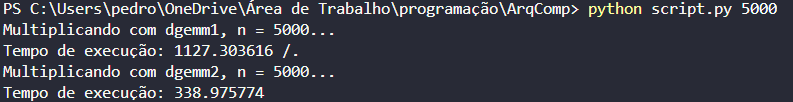 PS C:\Users\pedro\OneDrive\Área de Trabalho\programação\ArqComp> python script.py 5000
Multiplicando com dgemm1, n = 5000...
Tempo de execução: 1127.303616 /.
Multiplicando com dgemm2, n = 5000...
Tempo de execução: 338.975774